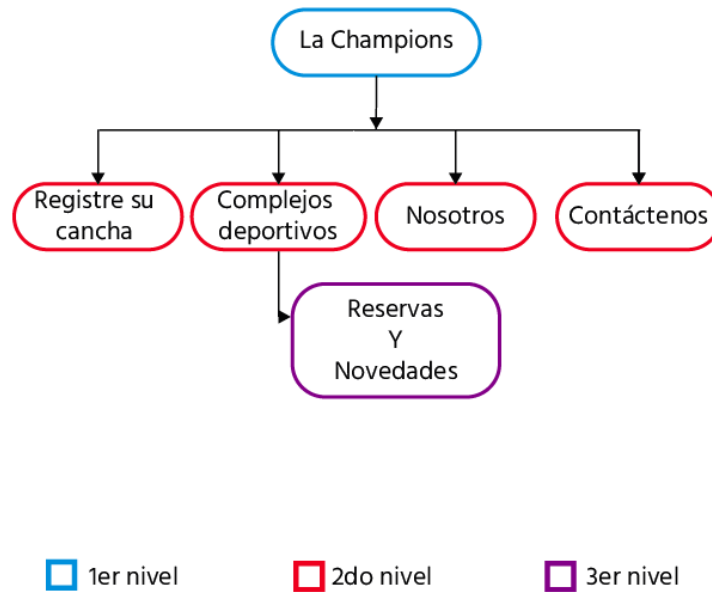 La Champions
Registre su
cancha
Complejos
deportivos
Nosotros
Contáctenos
Reservas
Y
Novedades
1er nivel
2do nivel
3er nivel